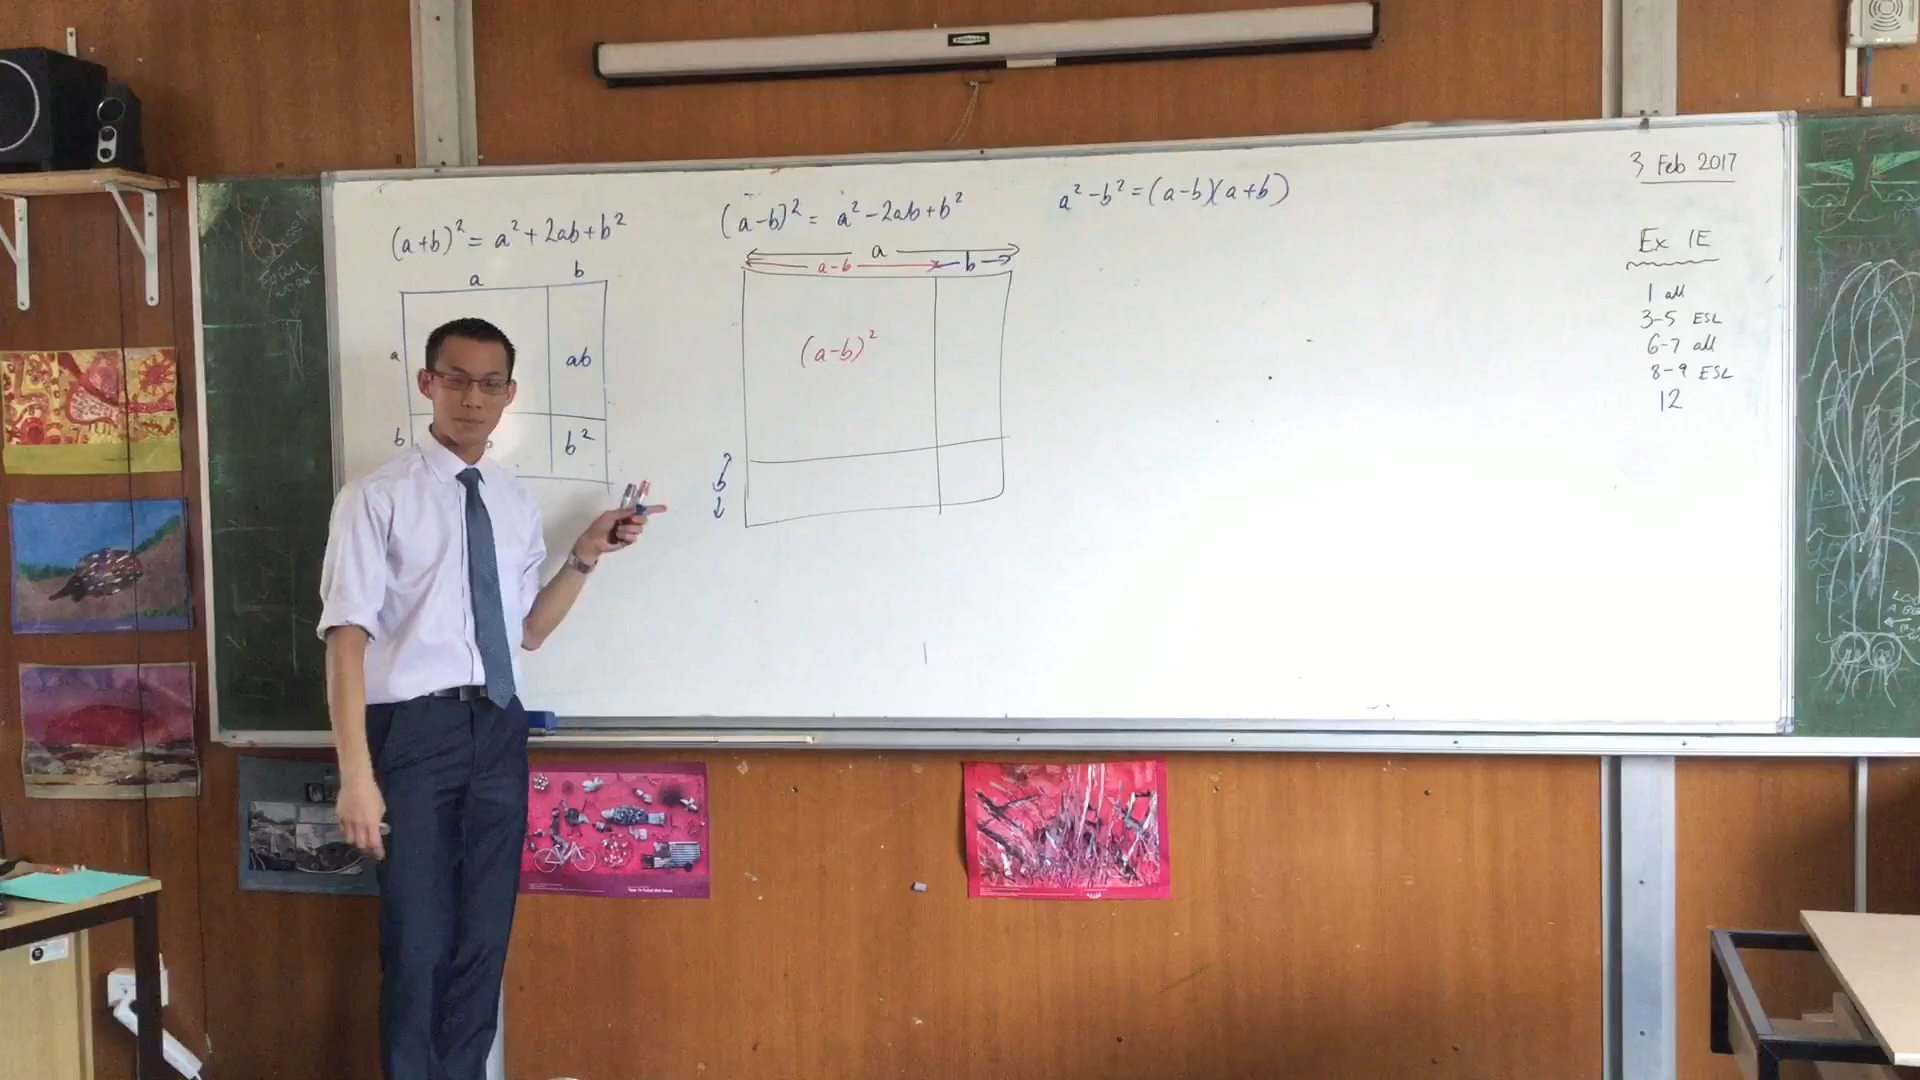 (a+b)² = a² + 2ab + b²
a
b
a
ab
b
b²
(a-b)² = a² - 2ab + b²
a
a-b
b
(a-b)²
b
a² - b² = (a-b)(a+b)
3 Feb 2017
Ex 1E
1 all
3-5 ESL
6-7 all
8-9 ESL
12